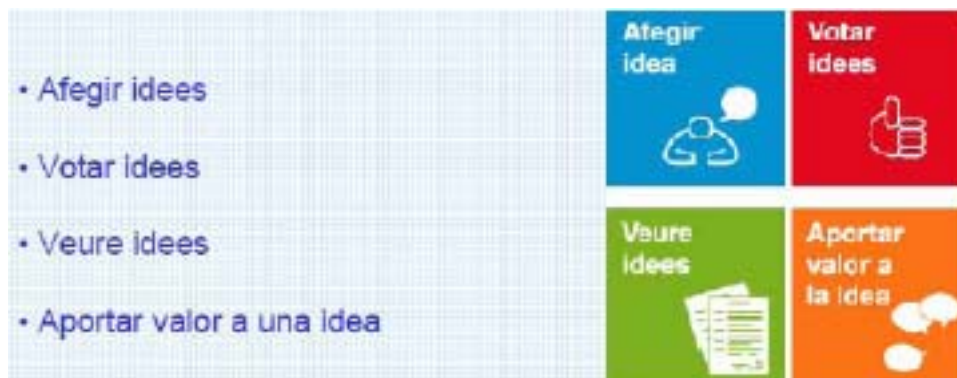 • Afegir idees
• Votar idees
• Veure idees
• Aportar valor a una idea
Afegir
idea
Votar
idees
Veure
idees
Aportar
valor a
la idea